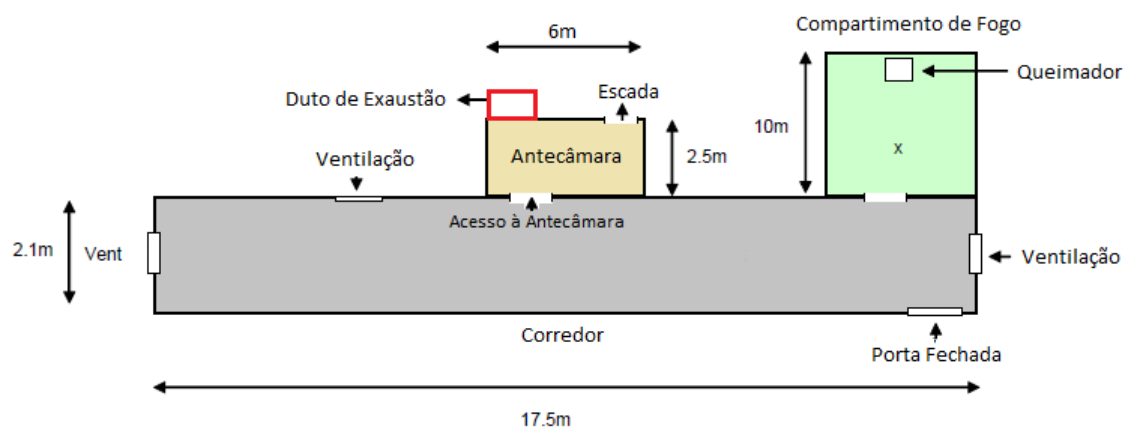 Compartimento de Fogo
6m
Queimador
Duto de Exaustão
Escada
10m
Antecâmara
2.5m
x
Ventilação
Acesso à Antecâmara
2.1m
Vent
Ventilação
Corredor
Porta Fechada
17.5m